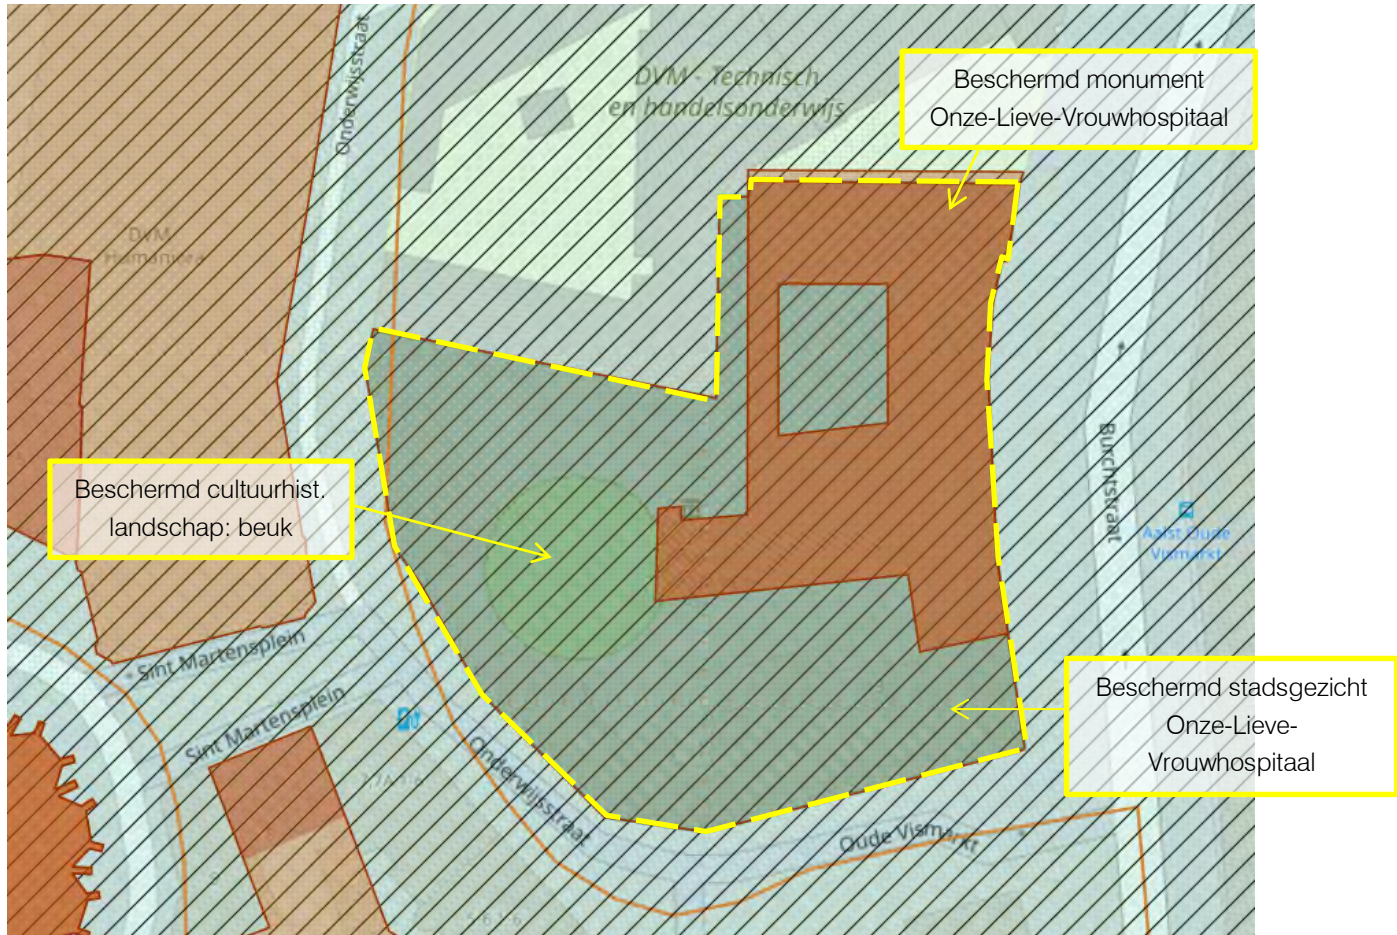 Onderwijsstraat
DVM - Technisch
en handelsonderwijs
Beschermd monument
Onze-Lieve-Vrouwhospitaal
DVM
Humaniora
Beschermd cultuurhist.
landschap: beuk
Burchtstraat
Aalst Oude
Vismarkt
Sint Martensplein
Sint Martensplein
Beschermd stadsgezicht
Onze-Lieve-
Vrouwhospitaal
Onderwijsstraat
Oude Vismarkt